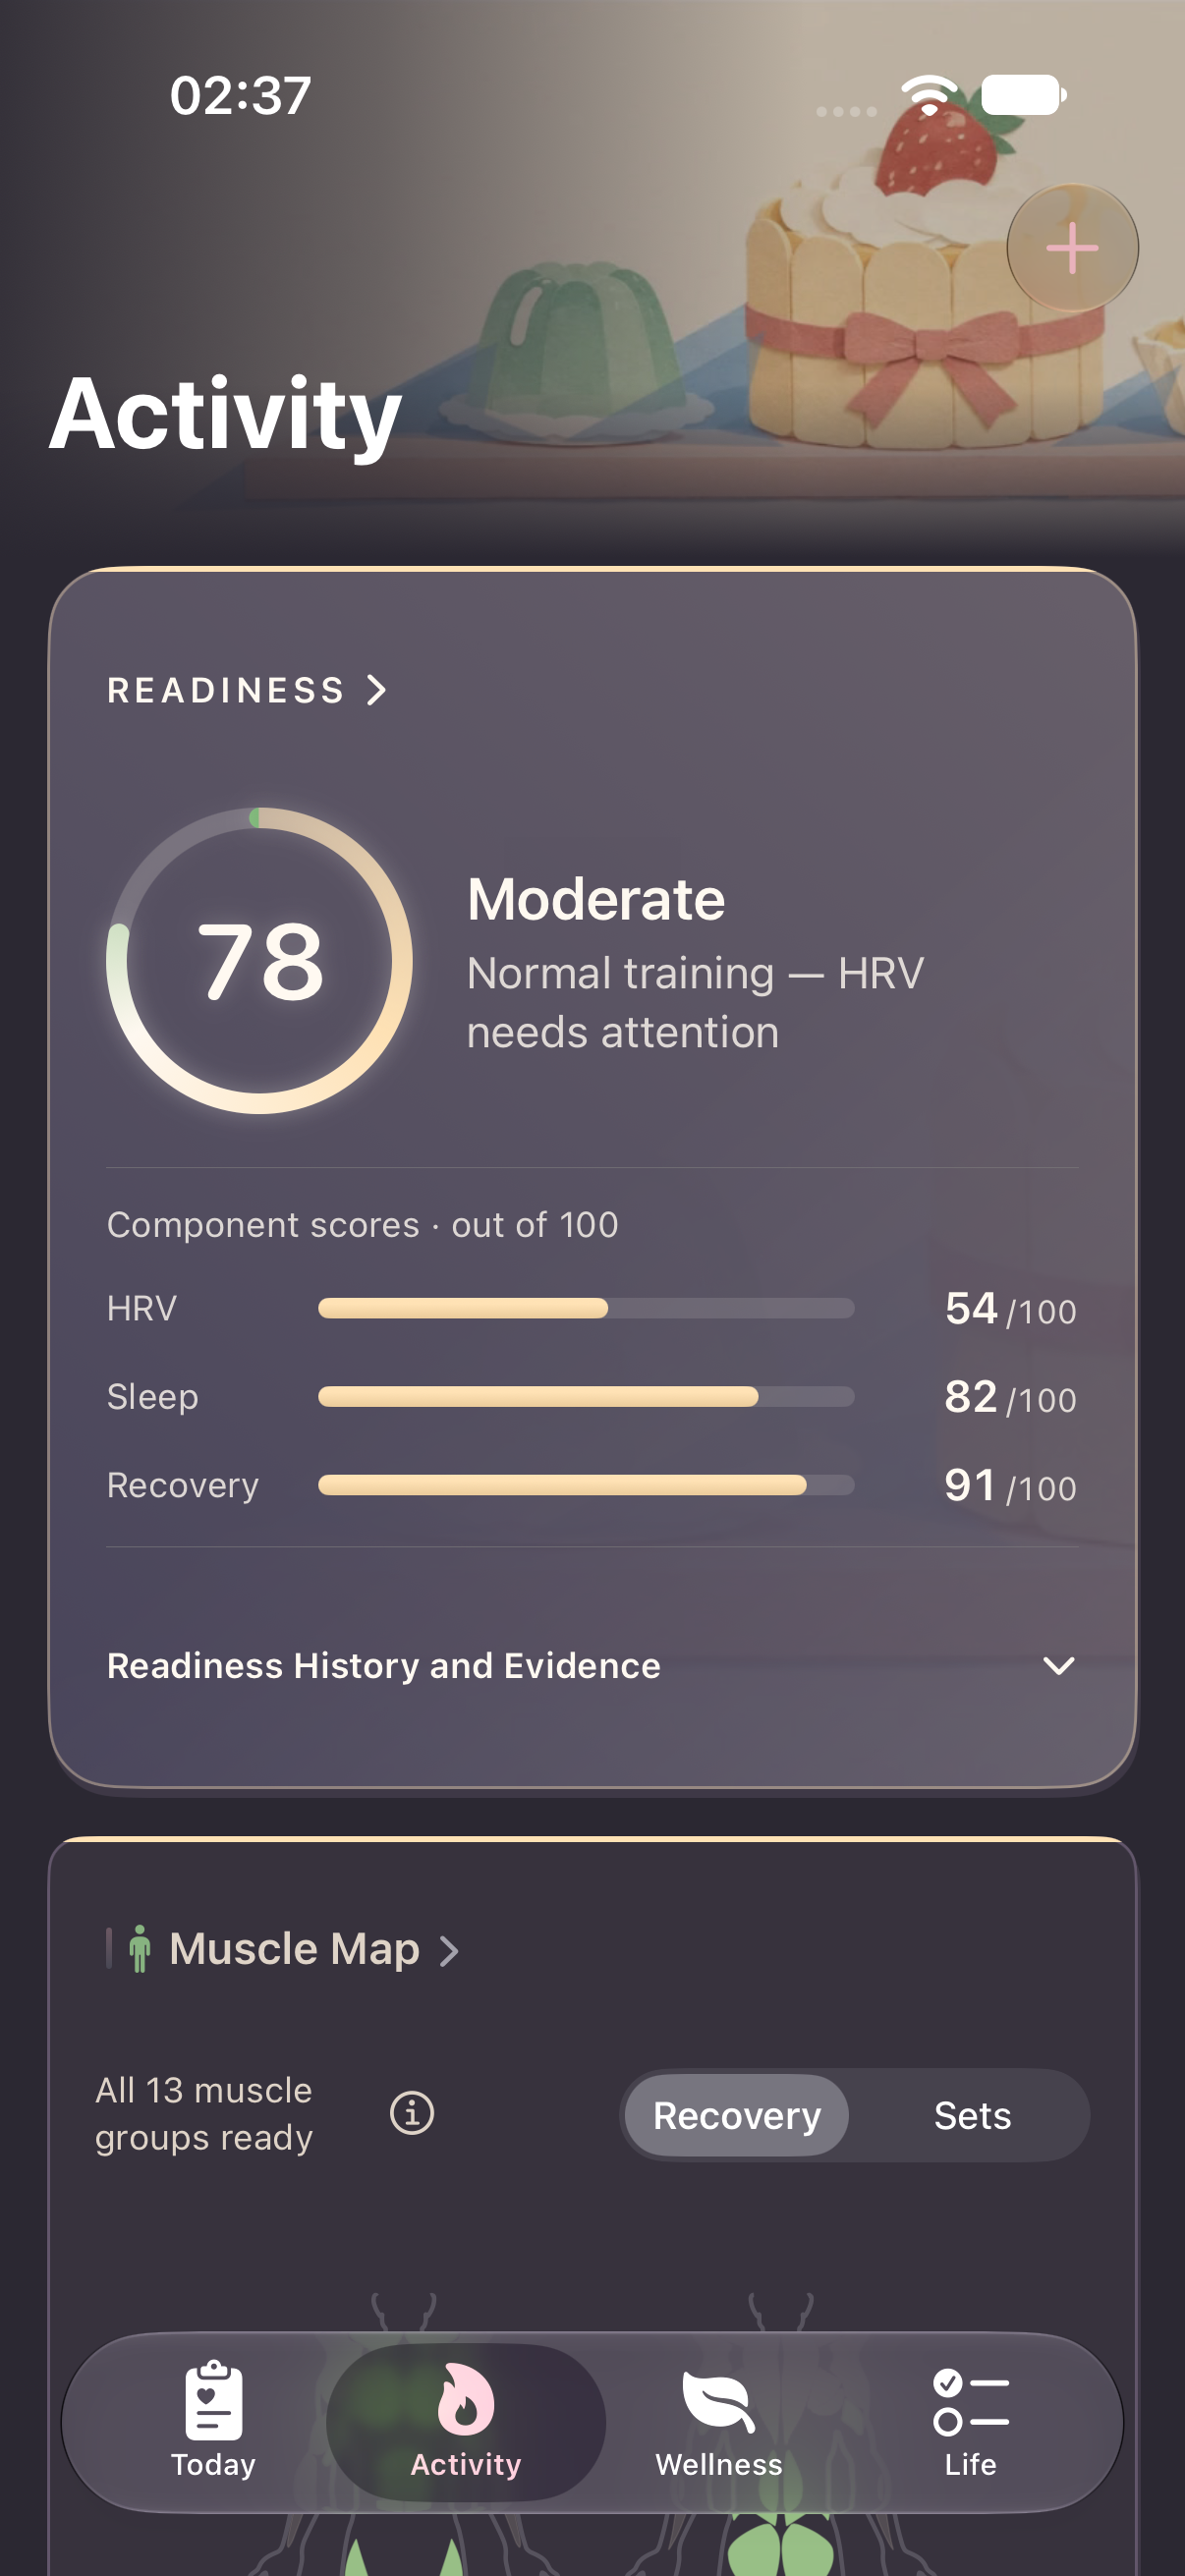 02:37
Activity
READINESS
78
Moderate
Normal training — HRV
needs attention
Component scores · out of 100
HRV 54/100
Sleep 82/100
Recovery 91/100
Readiness History and Evidence
Muscle Map
All 13 muscle
groups ready
Recovery Sets
Today Activity Wellness Life